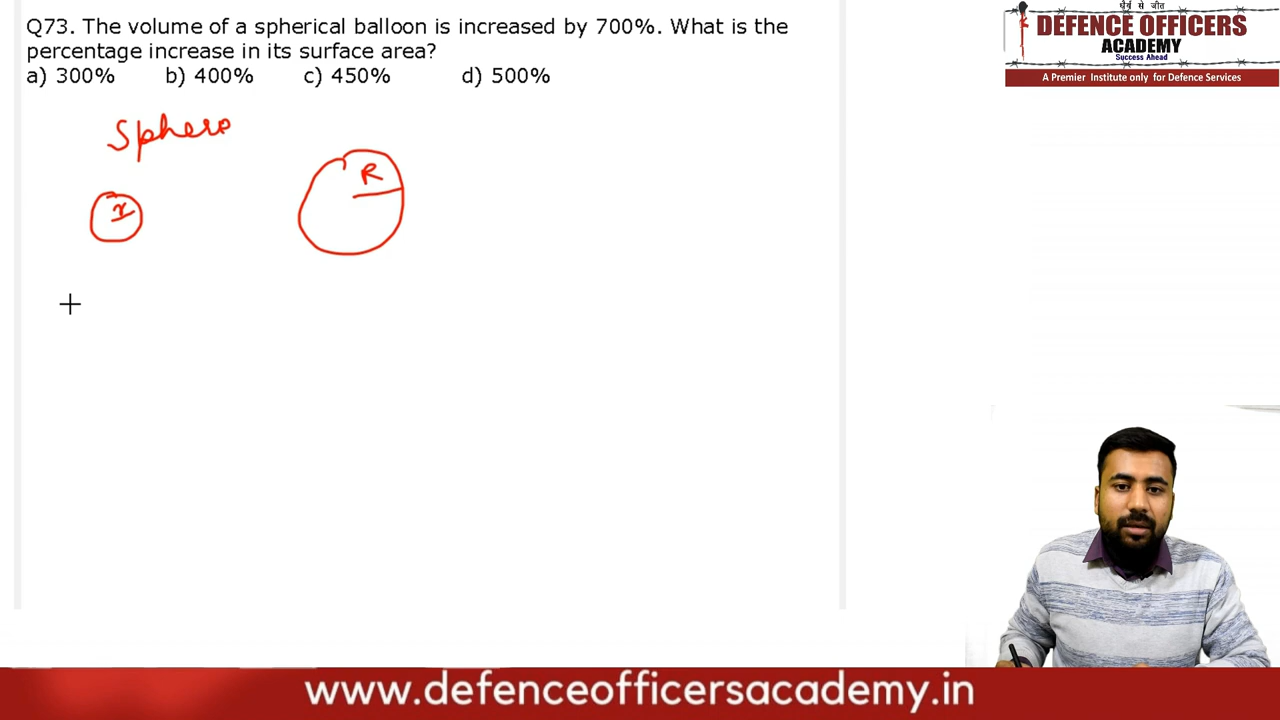 Q73. The volume of a spherical balloon is increased by 700%. What is the
percentage increase in its surface area?
a) 300% b) 400% c) 450% d) 500%
Sphere
r
R
धैर्य से जीत
DEFENCE OFFICERS
ACADEMY
Success Ahead
A Premier Institute only for Defence Services
www.defenceofficersacademy.in